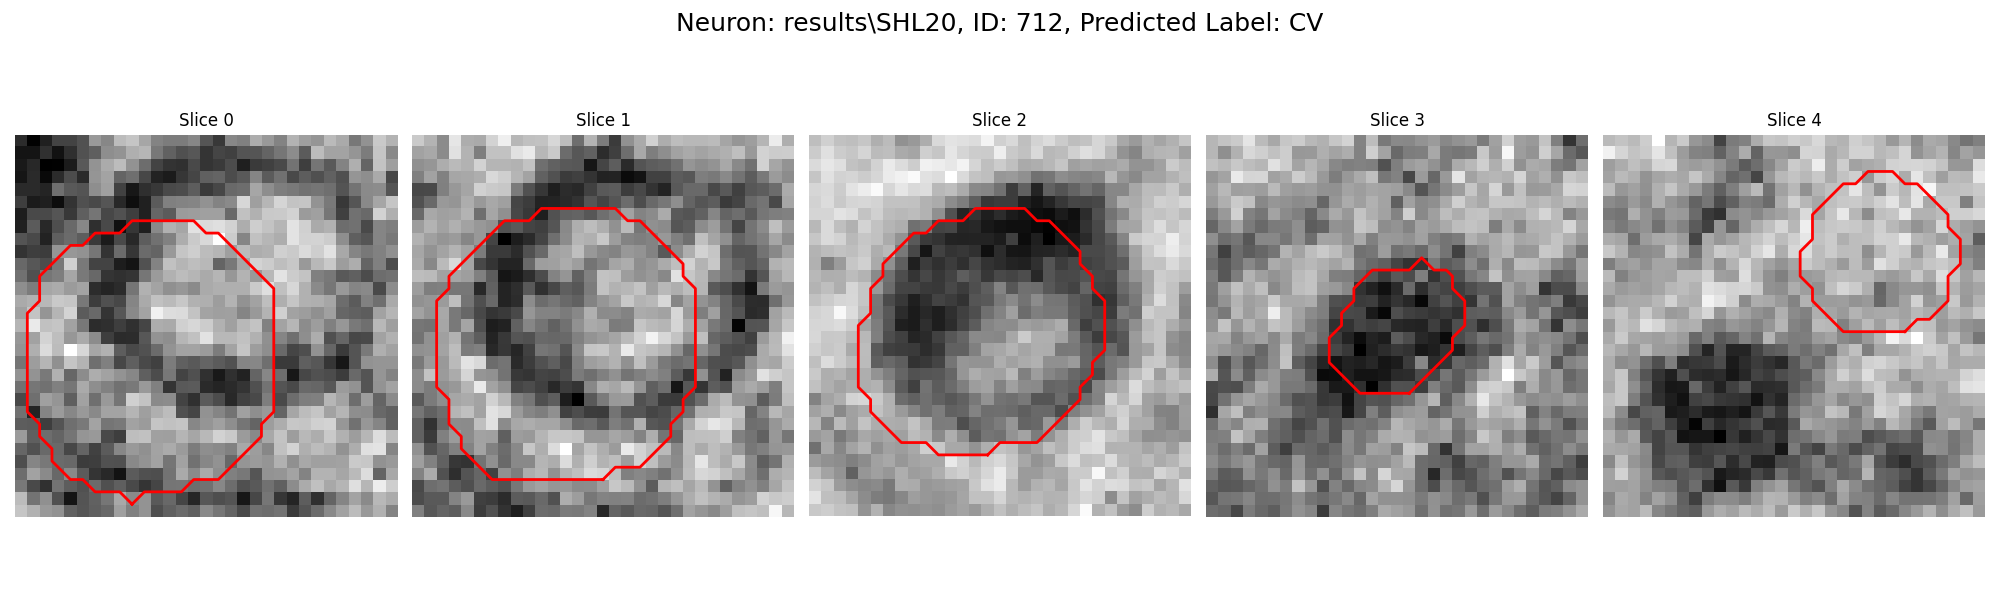 Neuron: results\SHL20, ID: 712, Predicted Label: CV
Slice 0
Slice 1
Slice 2
Slice 3
Slice 4